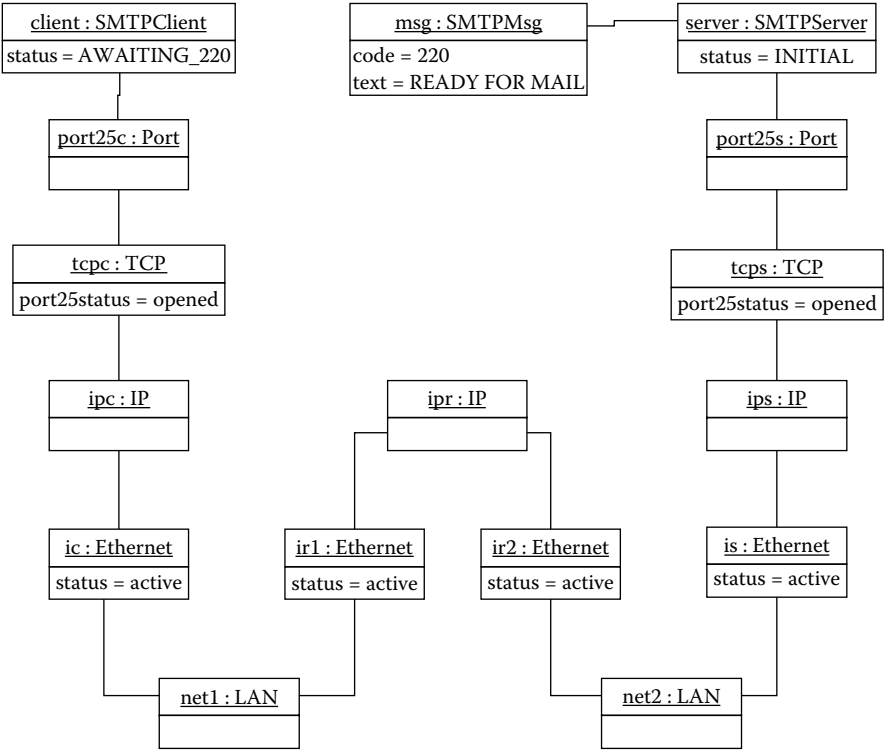 client : SMTPClient
status = AWAITING_220
msg : SMTPMsg
code = 220
text = READY FOR MAIL
server : SMTPServer
status = INITIAL
port25c : Port
port25s : Port
tcpc : TCP
port25status = opened
tcps : TCP
port25status = opened
ipc : IP
ipr : IP
ips : IP
ic : Ethernet
status = active
ir1 : Ethernet
status = active
ir2 : Ethernet
status = active
is : Ethernet
status = active
net1 : LAN
net2 : LAN